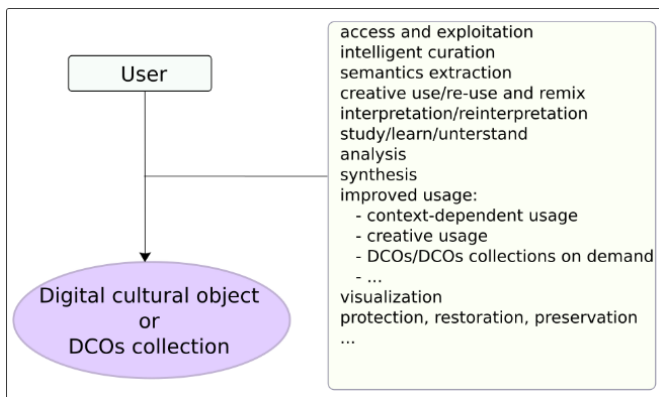 User
Digital cultural object
or
DCOs collection
access and exploitation
intelligent curation
semantics extraction
creative use/re-use and remix
interpretation/reinterpretation
study/learn/unterstand
analysis
synthesis
improved usage:
- context-dependent usage
- creative usage
- DCOs/DCOs collections on demand
- ...
visualization
protection, restoration, preservation
...